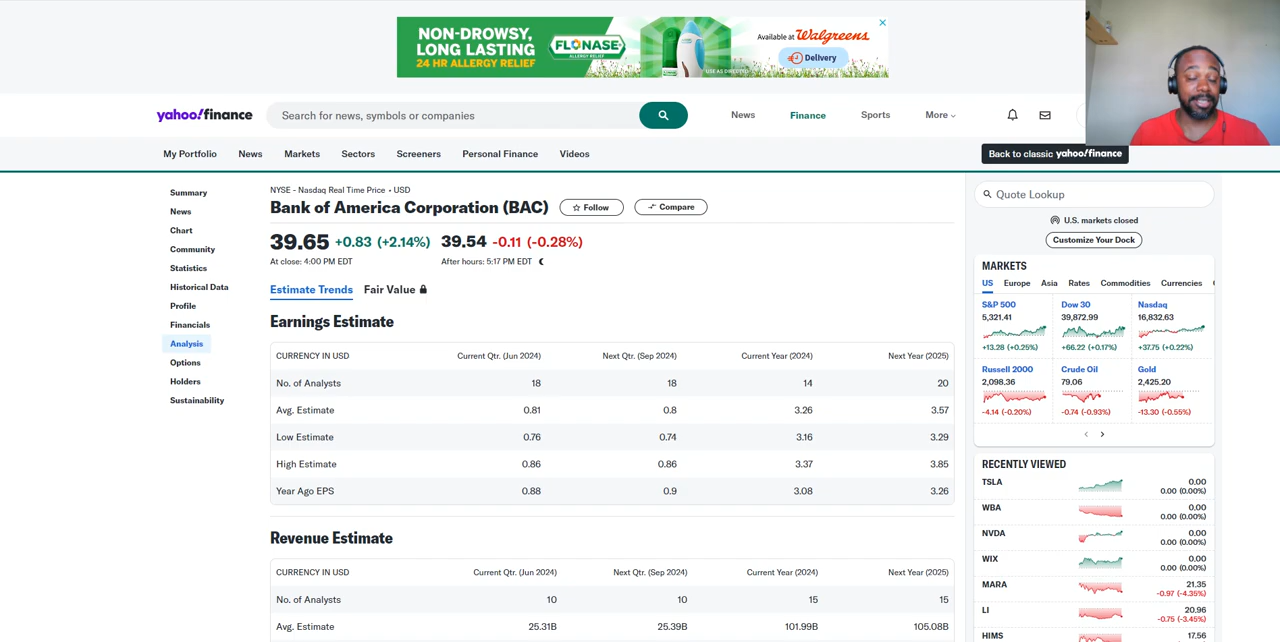 NON-DROWSY,
LONG LASTING
24 HR ALLERGY RELIEF
FLONASE
ALLERGY RELIEF
USE AS DIRECTED
Available at Walgreens
Delivery
yahoo!finance
Search for news, symbols or companies
News
Finance
Sports
More
My Portfolio
News
Markets
Sectors
Screeners
Personal Finance
Videos
Back to classic yahoo!finance
Summary
News
Chart
Community
Statistics
Historical Data
Profile
Financials
Analysis
Options
Holders
Sustainability
NYSE - Nasdaq Real Time Price • USD
Bank of America Corporation (BAC)
Follow
Compare
39.65 +0.83 (+2.14%)
At close: 4:00 PM EDT
39.54 -0.11 (-0.28%)
After hours: 5:17 PM EDT
Estimate Trends
Fair Value
Earnings Estimate
CURRENCY IN USD Current Qtr. (Jun 2024) Next Qtr. (Sep 2024) Current Year (2024) Next Year (2025)
No. of Analysts 18 18 14 20
Avg. Estimate 0.81 0.8 3.26 3.57
Low Estimate 0.76 0.74 3.16 3.29
High Estimate 0.86 0.86 3.37 3.85
Year Ago EPS 0.88 0.9 3.08 3.26
Revenue Estimate
CURRENCY IN USD Current Qtr. (Jun 2024) Next Qtr. (Sep 2024) Current Year (2024) Next Year (2025)
No. of Analysts 10 10 15 15
Avg. Estimate 25.31B 25.39B 101.99B 105.08B
Quote Lookup
U.S. markets closed
Customize Your Dock
MARKETS
US Europe Asia Rates Commodities Currencies
S&P 500
5,321.41
+13.28 (+0.25%)
Dow 30
39,872.99
+66.22 (+0.17%)
Nasdaq
16,832.63
+37.75 (+0.22%)
Russell 2000
2,098.36
-4.14 (-0.20%)
Crude Oil
79.06
-0.74 (-0.93%)
Gold
2,425.20
-13.30 (-0.55%)
RECENTLY VIEWED
TSLA 0.00
0.00 (0.00%)
WBA 0.00
0.00 (0.00%)
NVDA 0.00
0.00 (0.00%)
WIX 0.00
0.00 (0.00%)
MARA 21.35
-0.97 (-4.35%)
LI 20.96
-0.75 (-3.45%)
HIMS 17.56